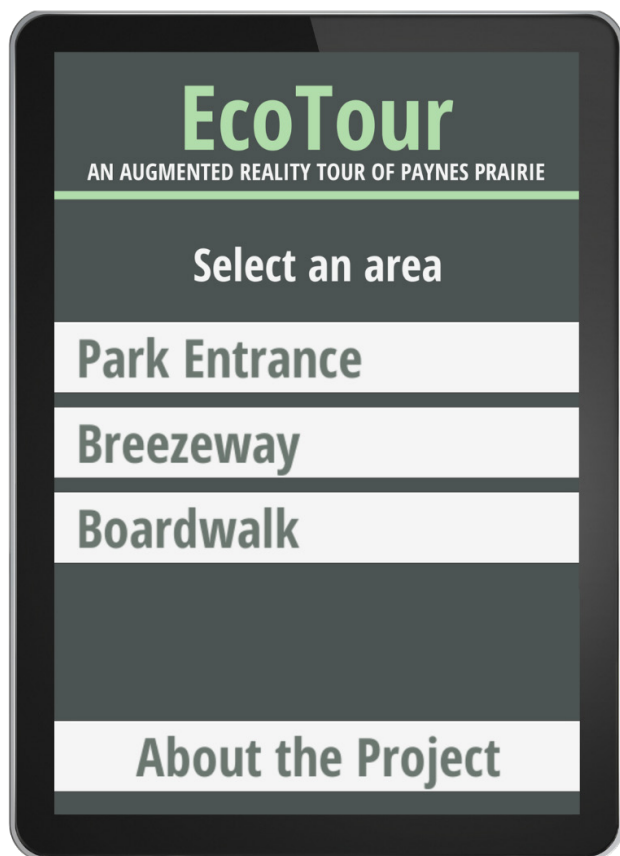 EcoTour
AN AUGMENTED REALITY TOUR OF PAYNES PRAIRIE
Select an area
Park Entrance
Breezeway
Boardwalk
About the Project